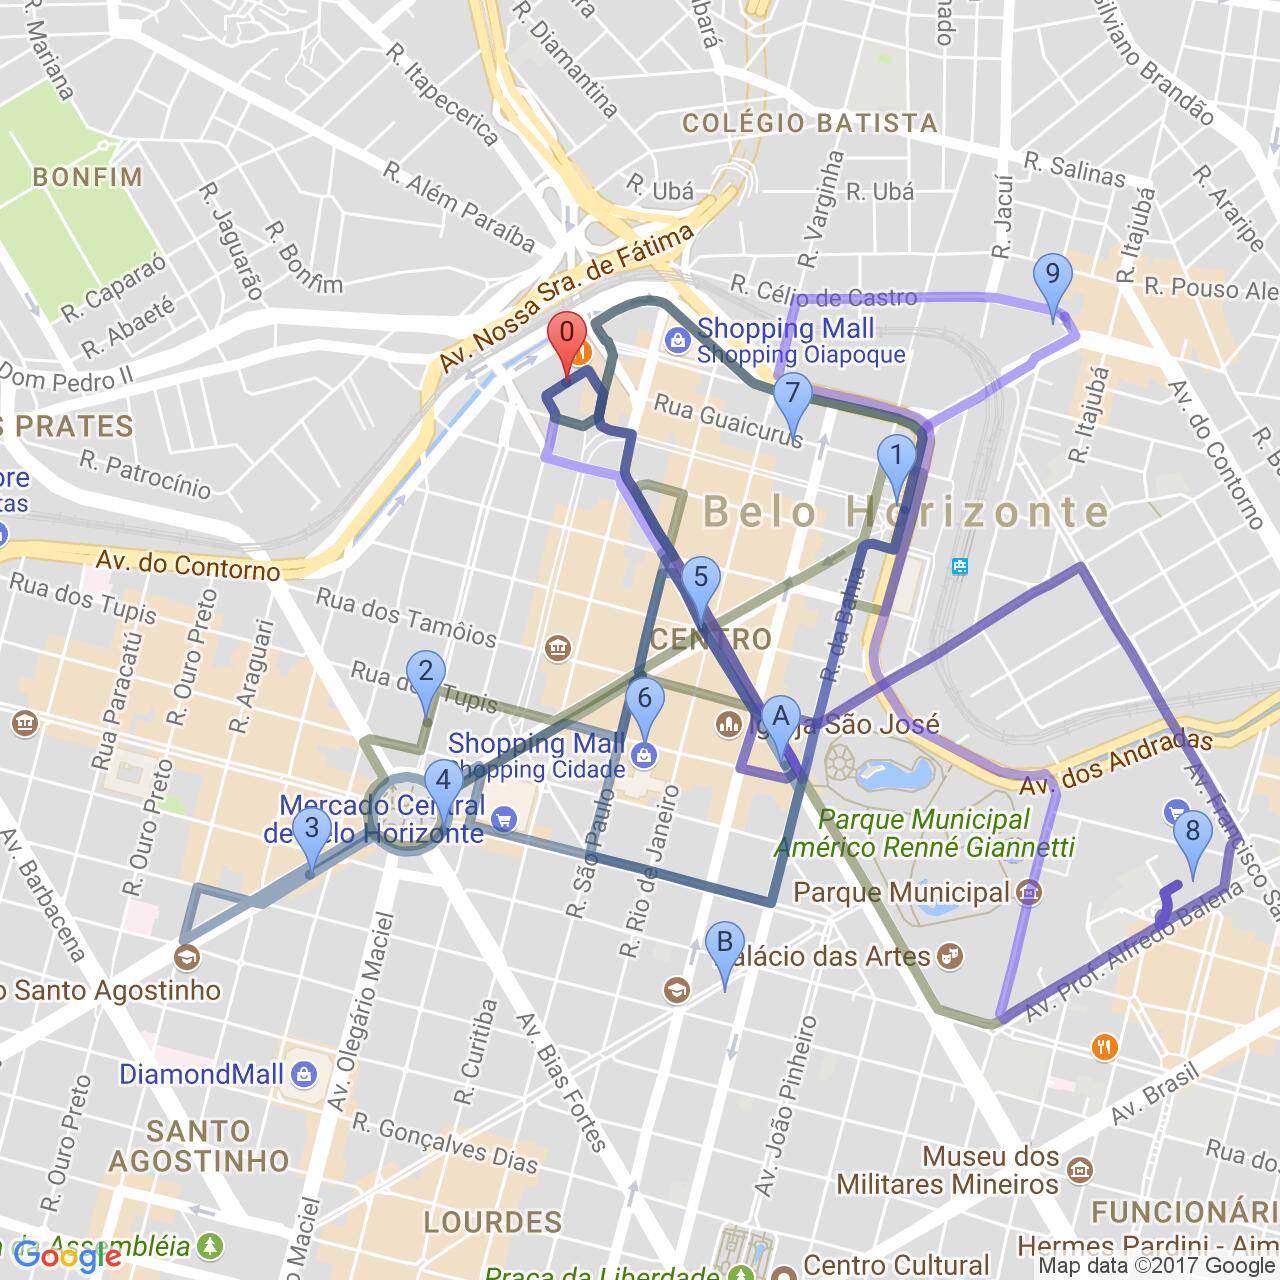 R. Mariana
R. Itapecerica
R. Diamantina
COLÉGIO BATISTA
Silviano Brandão
BONFIM
R. Além Paraíba
R. Ubá
R. Varginha
R. Ubá
R. Jacuí
R. Salinas
R. Itajubá
R. Araripe
R. Jaguarão
R. Bonfim
R. Caparaó
R. Abaeté
Av. Nossa Sra. de Fátima
R. Célio de Castro
9
R. Pouso Ale
0
Shopping Mall
Shopping Oiapoque
Dom Pedro II
7
Rua Guaicurus
R. Itajubá
Av. do Contorno
S PRATES
R. Patrocínio
1
Belo Horizonte
ore
tas
Av. do Contorno
Rua dos Tupis
Rua dos Tamôios
5
CENTRO
R. da Bahia
Rua Paracatú
R. Ouro Preto
R. Araguari
Rua dos Tupis
2
6
A
Igreja São José
Shopping Mall
Shopping Cidade
Av. dos Andradas
Av. Francisco Sa
4
Mercado Central
de Belo Horizonte
3
R. Ouro Preto
R. São Paulo
R. Rio de Janeiro
Parque Municipal
Américo Renné Giannetti
8
Parque Municipal
Av. Prof. Alfredo Balena
Av. Barbacena
B
Palácio das Artes
o Santo Agostinho
R. Olegário Maciel
R. Curitiba
Av. Bias Fortes
Av. João Pinheiro
DiamondMall
Av. Brasil
R. Ouro Preto
SANTO
AGOSTINHO
R. Gonçalves Dias
Museu dos
Militares Mineiros
Rua do
LOURDES
FUNCIONÁRI
Maciel
da Assembléia
Google
Praça da Liberdade
Centro Cultural
Hermes Pardini - Aim
Map data ©2017 Google